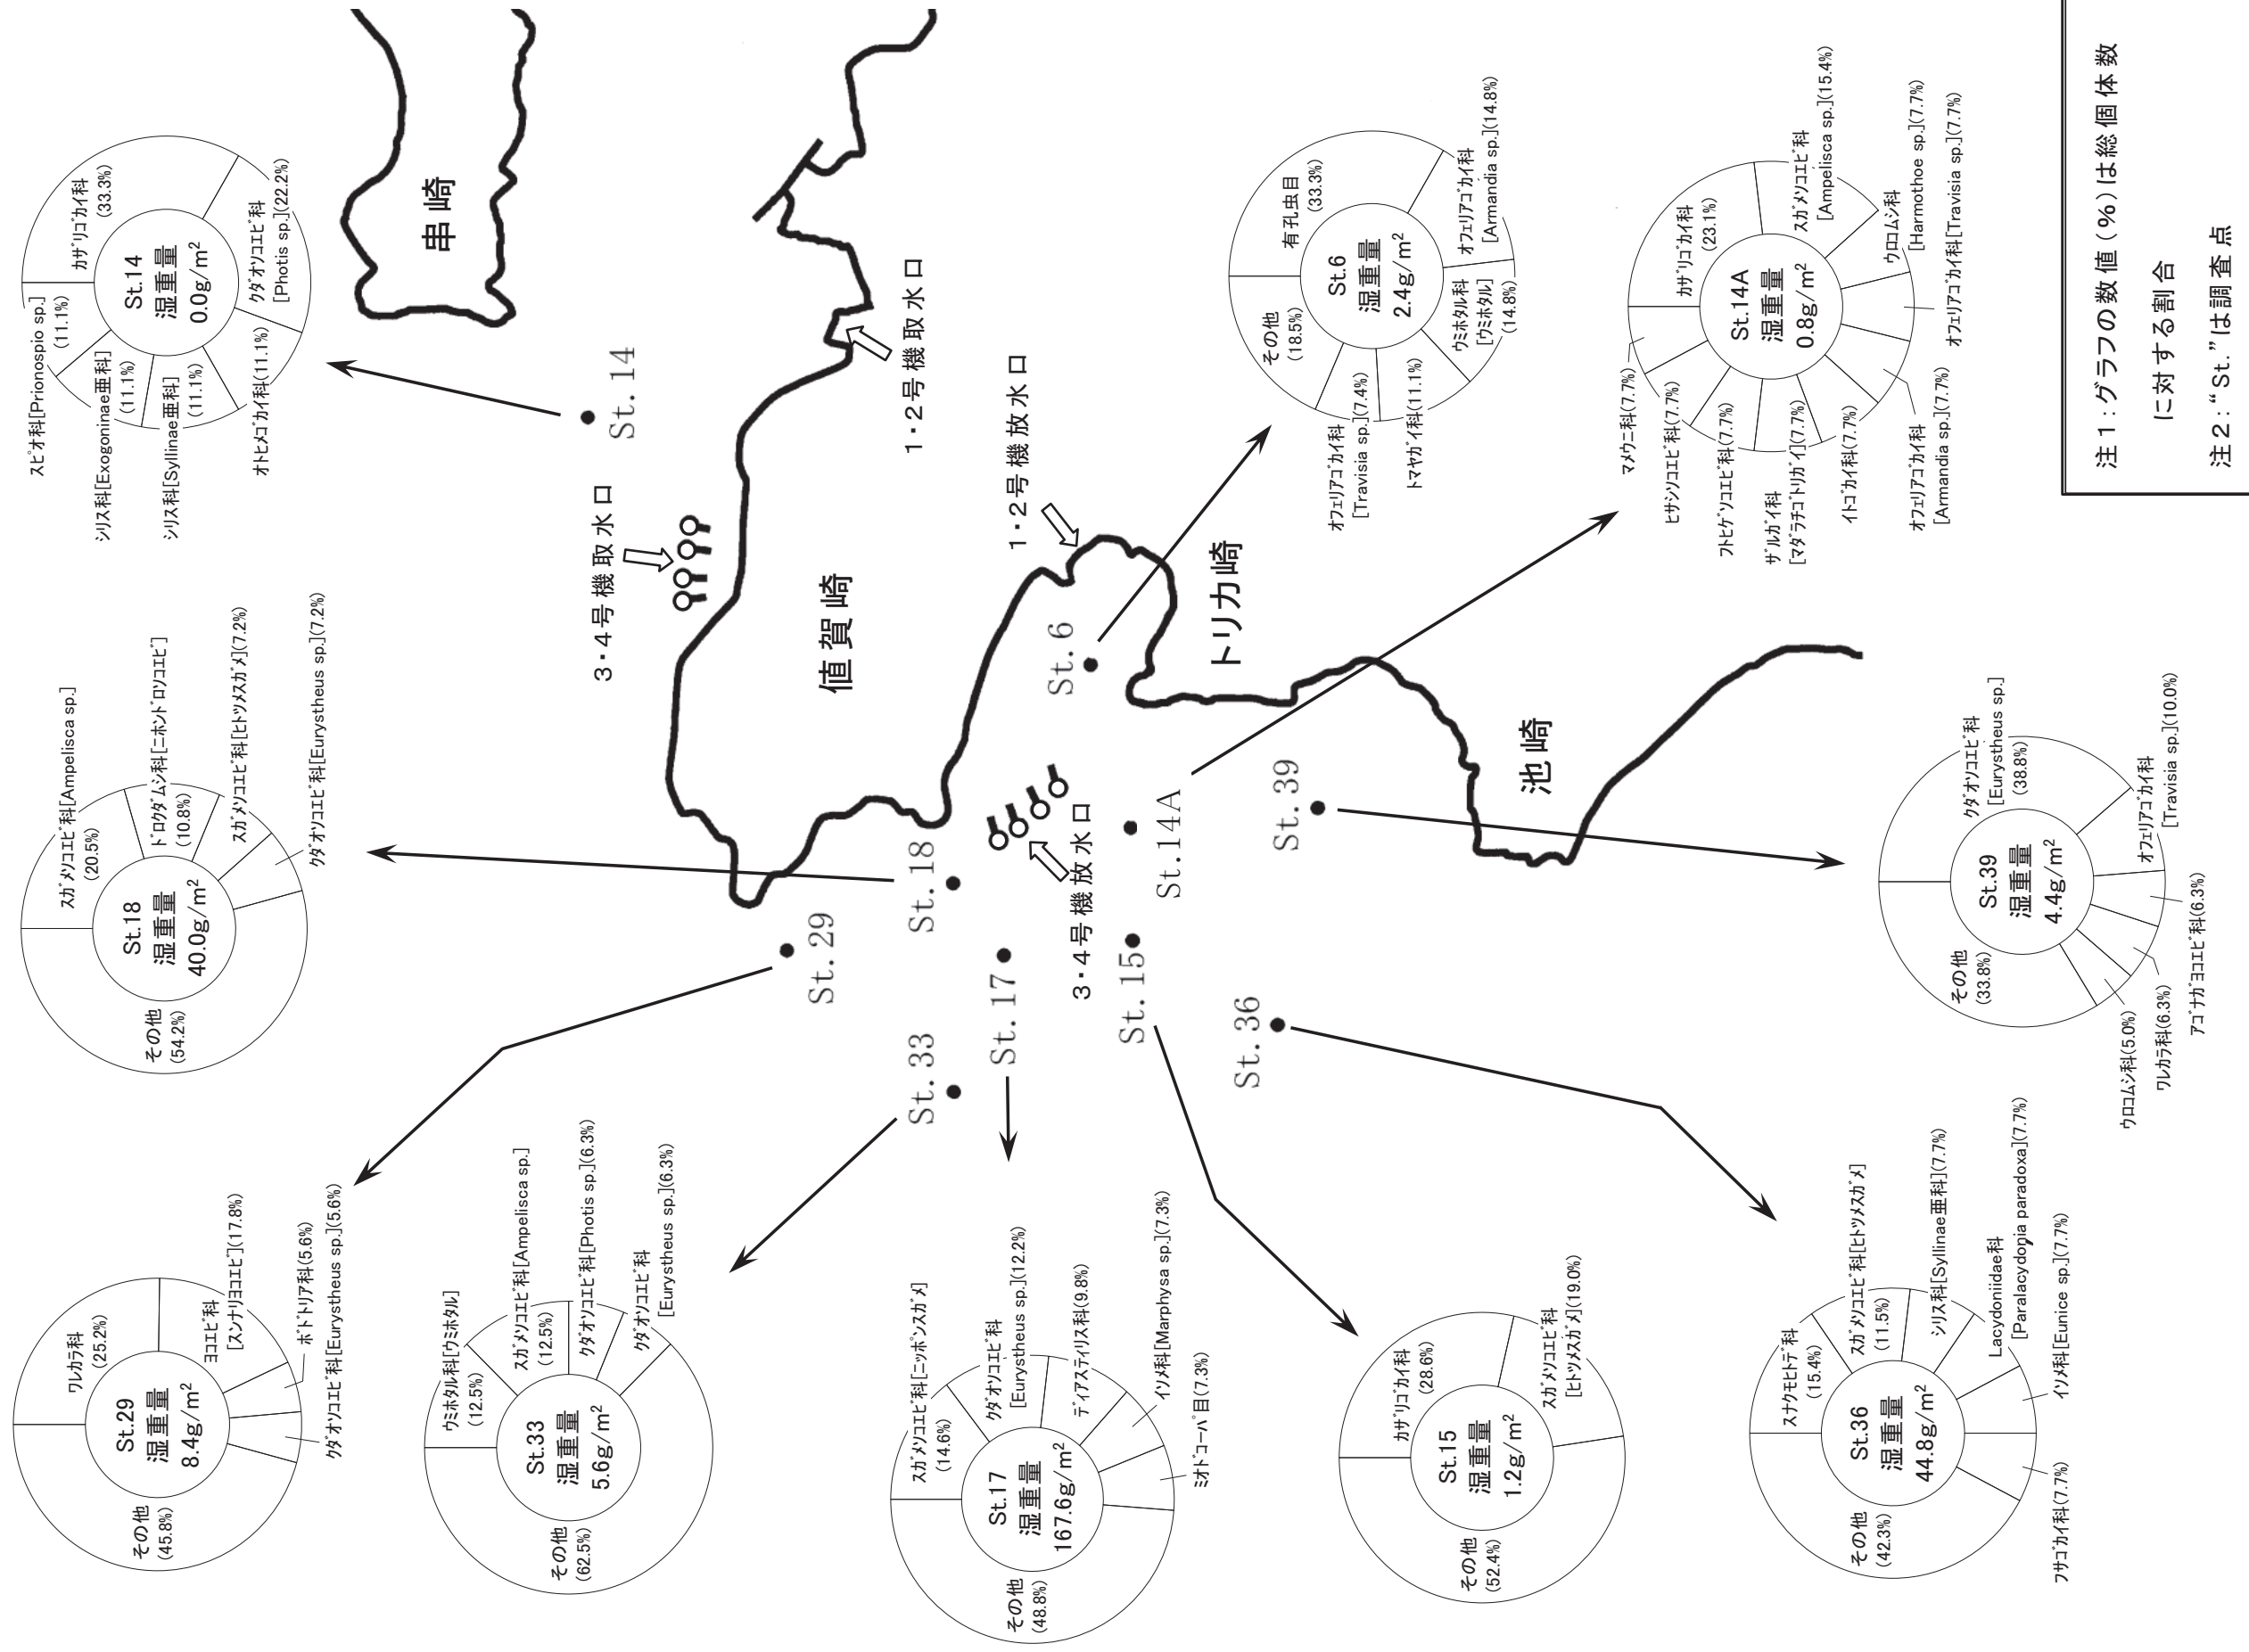 St.29
湿重量
8.4g/m²
ワレカラ科
(25.2%)
ヨコエビ科
[スンナリヨコエビ](17.8%)
ボドトリア科(5.6%)
クダオソコエビ科[Eurystheus sp.](5.6%)
その他
(45.8%)
St.18
湿重量
40.0g/m²
スガメソコエビ科[Ampelisca sp.]
(20.5%)
ドロクダムシ科[ニホンドロソコエビ]
(10.8%)
スガメソコエビ科[ヒトツメスガメ](7.2%)
クダオソコエビ科[Eurystheus sp.](7.2%)
その他
(54.2%)
St.14
湿重量
0.0g/m²
カザリゴカイ科
(33.3%)
クダオソコエビ科
[Photis sp.](22.2%)
オトヒメゴカイ科(11.1%)
シリス科[Syllinae亜科]
(11.1%)
シリス科[Exogoninae亜科]
(11.1%)
スピオ科[Prionospio sp.]
(11.1%)
St.33
湿重量
5.6g/m²
ウミホタル科[ウミホタル]
(12.5%)
スガメソコエビ科[Ampelisca sp.]
(12.5%)
クダオソコエビ科[Photis sp.](6.3%)
クダオソコエビ科
[Eurystheus sp.](6.3%)
その他
(62.5%)
串崎
St. 14
3・4号機取水口
1・2号機取水口
値賀崎
St. 29
St. 18
St. 33
St. 17
3・4号機放水口
1・2号機放水口
St. 6
St. 15
St. 14A
トリカ崎
St. 36
St. 39
池崎
St.17
湿重量
167.6g/m²
スガメソコエビ科[ニッポンスガメ]
(14.6%)
クダオソコエビ科
[Eurystheus sp.](12.2%)
ディアスティリス科(9.8%)
イソメ科[Marphysa sp.](7.3%)
ミオドコーパ目(7.3%)
その他
(48.8%)
St.6
湿重量
2.4g/m²
有孔虫目
(33.3%)
オフェリアゴカイ科
[Armandia sp.](14.8%)
ウミホタル科
[ウミホタル]
(14.8%)
トマヤガイ科(11.1%)
オフェリアゴカイ科
[Travisia sp.](7.4%)
その他
(18.5%)
St.15
湿重量
1.2g/m²
カザリゴカイ科
(28.6%)
スガメソコエビ科
[ヒトツメスガメ](19.0%)
その他
(52.4%)
St.14A
湿重量
0.8g/m²
カザリゴカイ科
(23.1%)
スガメソコエビ科
[Ampelisca sp.](15.4%)
ウロコムシ科
[Harmothoe sp.](7.7%)
オフェリアゴカイ科[Travisia sp.](7.7%)
オフェリアゴカイ科
[Armandia sp.](7.7%)
イトゴカイ科(7.7%)
ザルガイ科
[マダラチゴトリガイ](7.7%)
フトヒゲソコエビ科(7.7%)
ヒサシソコエビ科(7.7%)
マメウニ科(7.7%)
St.36
湿重量
44.8g/m²
スナクモヒトデ科
(15.4%)
スガメソコエビ科[ヒトツメスガメ]
(11.5%)
シリス科[Syllinae亜科](7.7%)
Lacydoniidae科
[Paralacydonia paradoxa](7.7%)
イソメ科[Eunice sp.](7.7%)
フサゴカイ科(7.7%)
その他
(42.3%)
St.39
湿重量
4.4g/m²
クダオソコエビ科
[Eurystheus sp.]
(38.8%)
オフェリアゴカイ科
[Travisia sp.](10.0%)
アゴナガヨコエビ科(6.3%)
ワレカラ科(6.3%)
ウロコムシ科(5.0%)
その他
(33.8%)
注1:グラフの数値(%)は総個体数
に対する割合
注2:“St.”は調査点